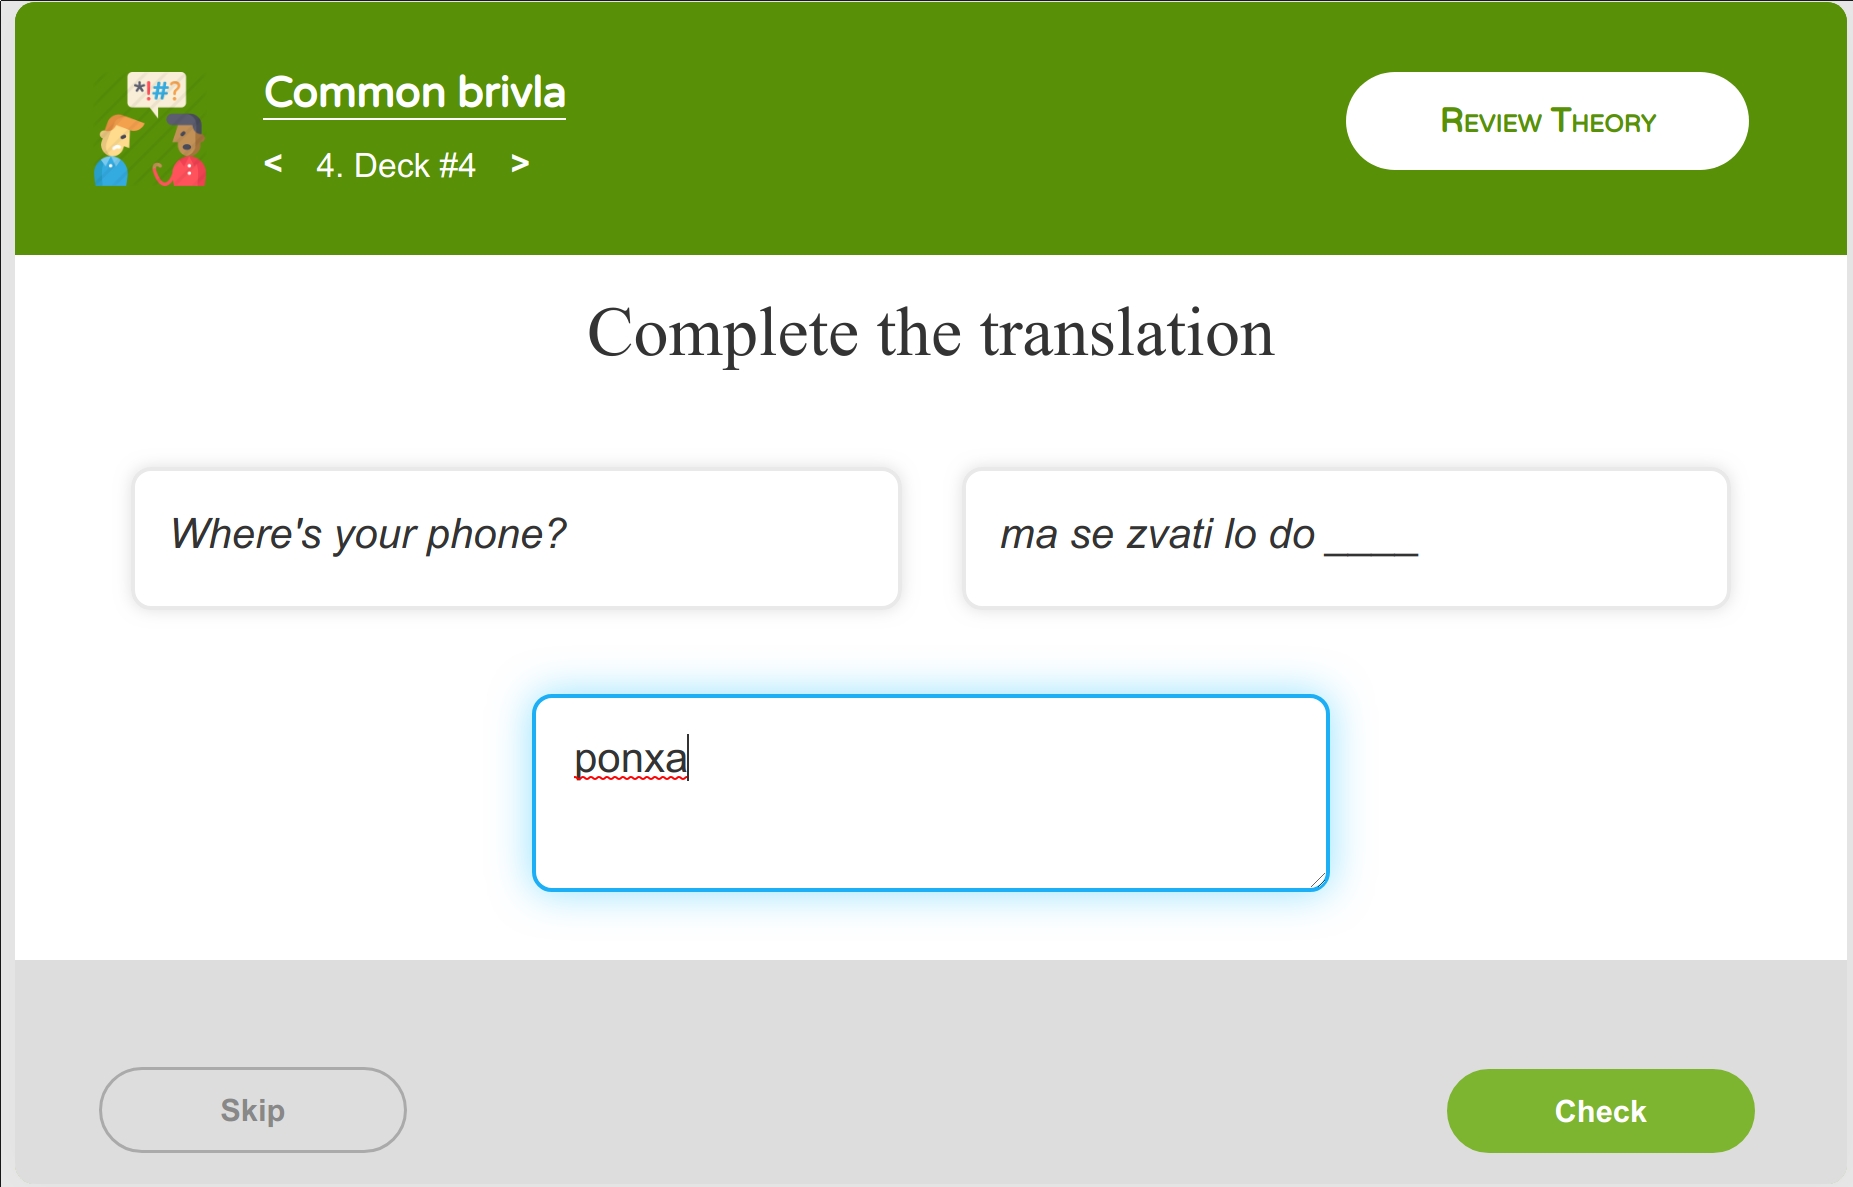 *!#?
Common brivla
< 4. Deck #4 >
Review Theory
Complete the translation
Where's your phone?
ma se zvati lo do ____
ponxa
Skip
Check